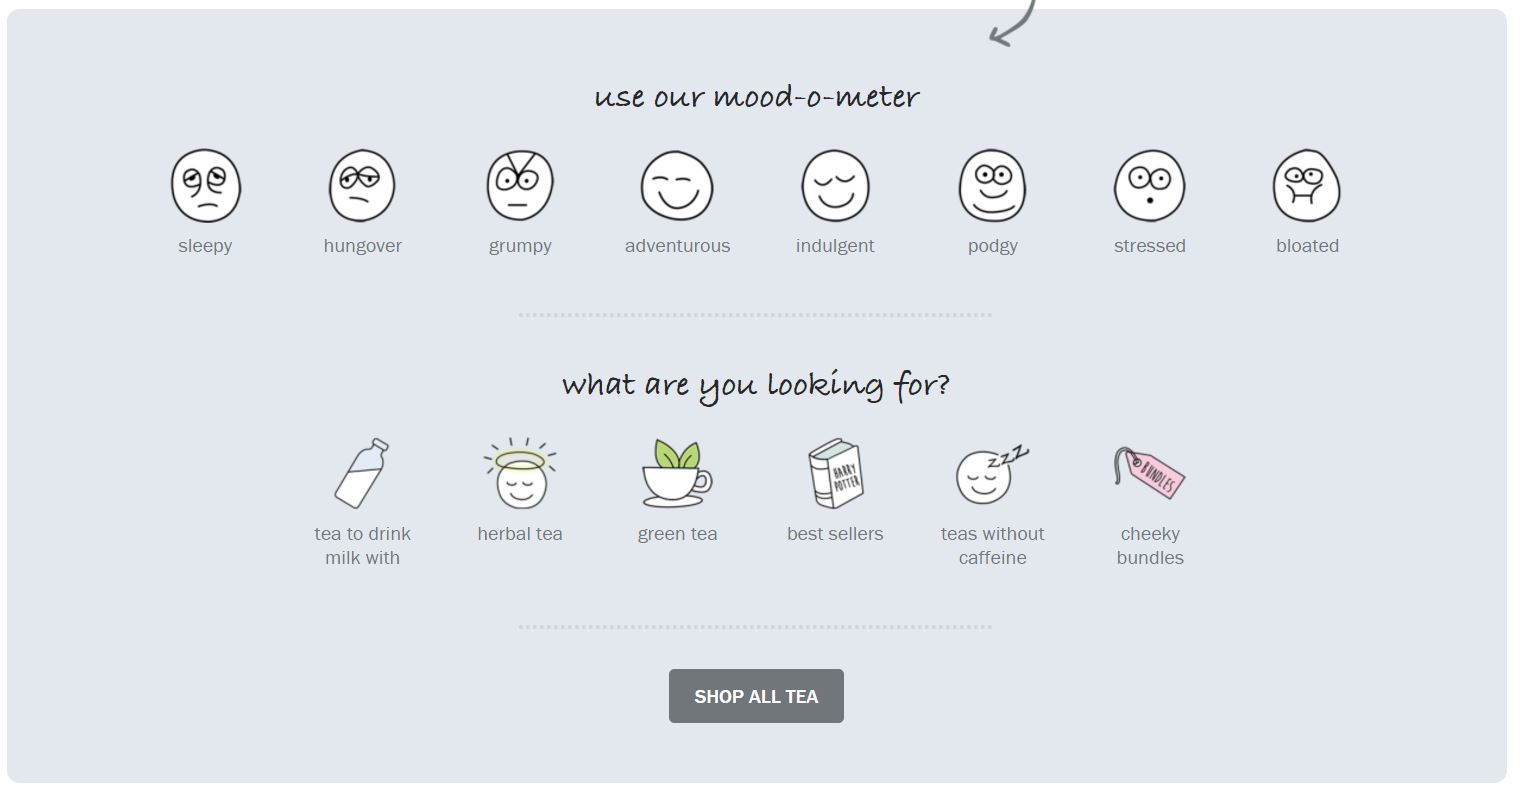 use our mood-o-meter
sleepy
hungover
grumpy
adventurous
indulgent
podgy
stressed
bloated
what are you looking for?
HARRY
POTTER
zzz
BUNDLES
tea to drink
milk with
herbal tea
green tea
best sellers
teas without
caffeine
cheeky
bundles
SHOP ALL TEA